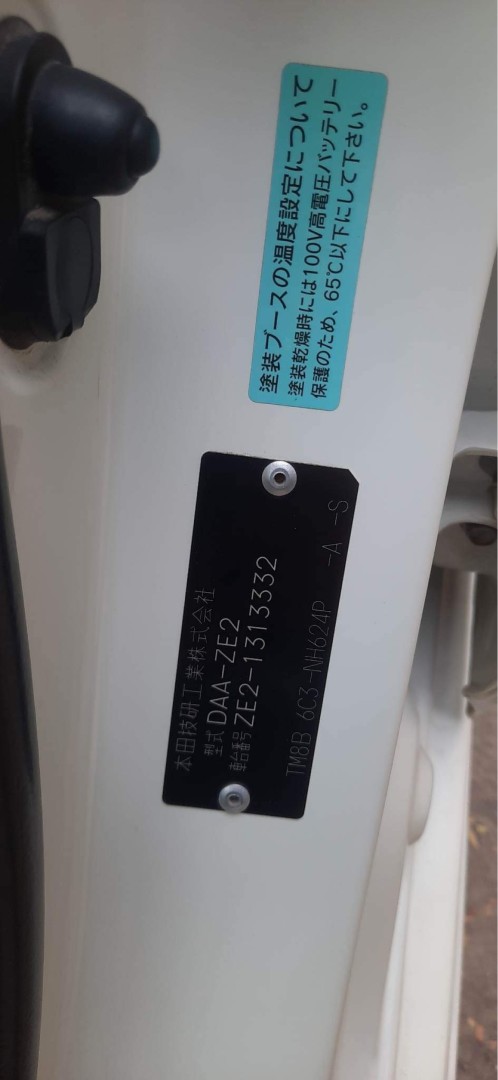 塗装ブースの温度設定について
塗装乾燥時には100V高電圧バッテリー
保護のため、65℃以下にして下さい。
本田技研工業株式会社
型式 DAA-ZE2
車台番号 ZE2-1313332
TM8B 6C3-NH624P -A -S